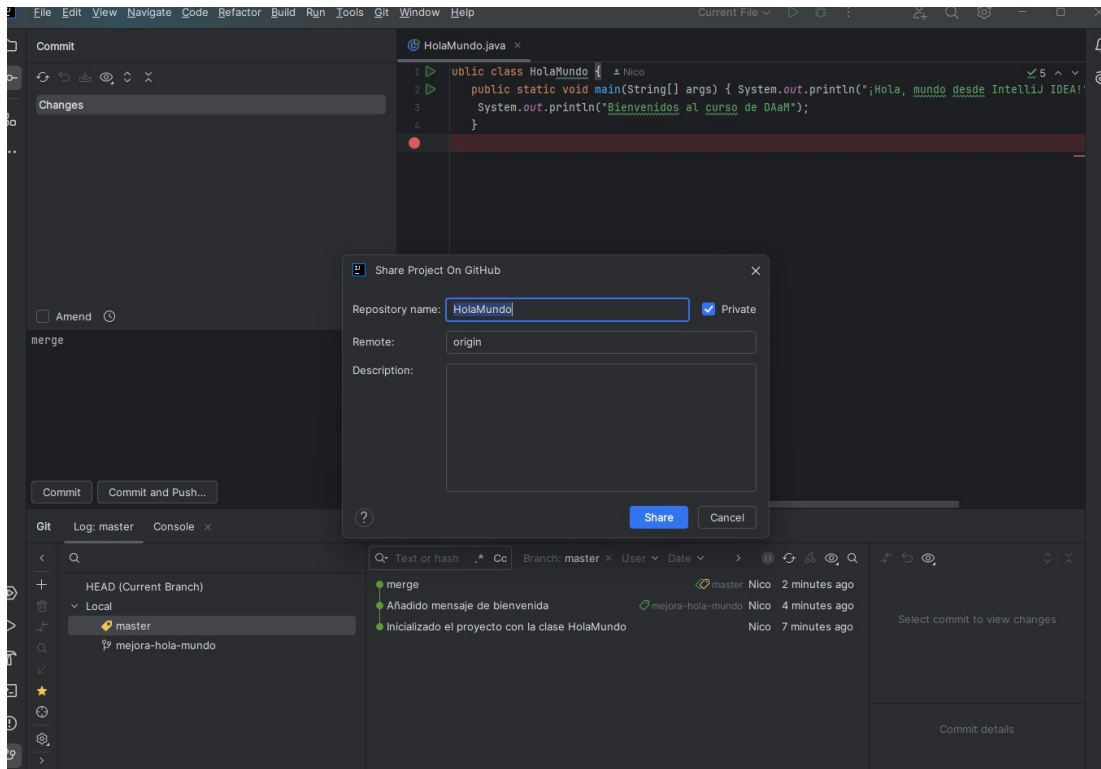 File Edit View Navigate Code Refactor Build Run Tools Git Window Help Current File
Commit
HolaMundo.java
Changes
1 ublic class HolaMundo { Nico
5
2 public static void main(String[] args) { System.out.println("¡Hola, mundo desde IntelliJ IDEA!"
3 System.out.println("Bienvenidos al curso de DAaM");
4 }
Amend
merge
Commit Commit and Push...
Share Project On GitHub
Repository name: HolaMundo Private
Remote: origin
Description:
? Share Cancel
Git Log: master Console
Text or hash .* Cc Branch: master User Date
HEAD (Current Branch)
Local
master
mejora-hola-mundo
merge master Nico 2 minutes ago
Añadido mensaje de bienvenida mejora-hola-mundo Nico 4 minutes ago
Inicializado el proyecto con la clase HolaMundo Nico 7 minutes ago
Select commit to view changes
Commit details